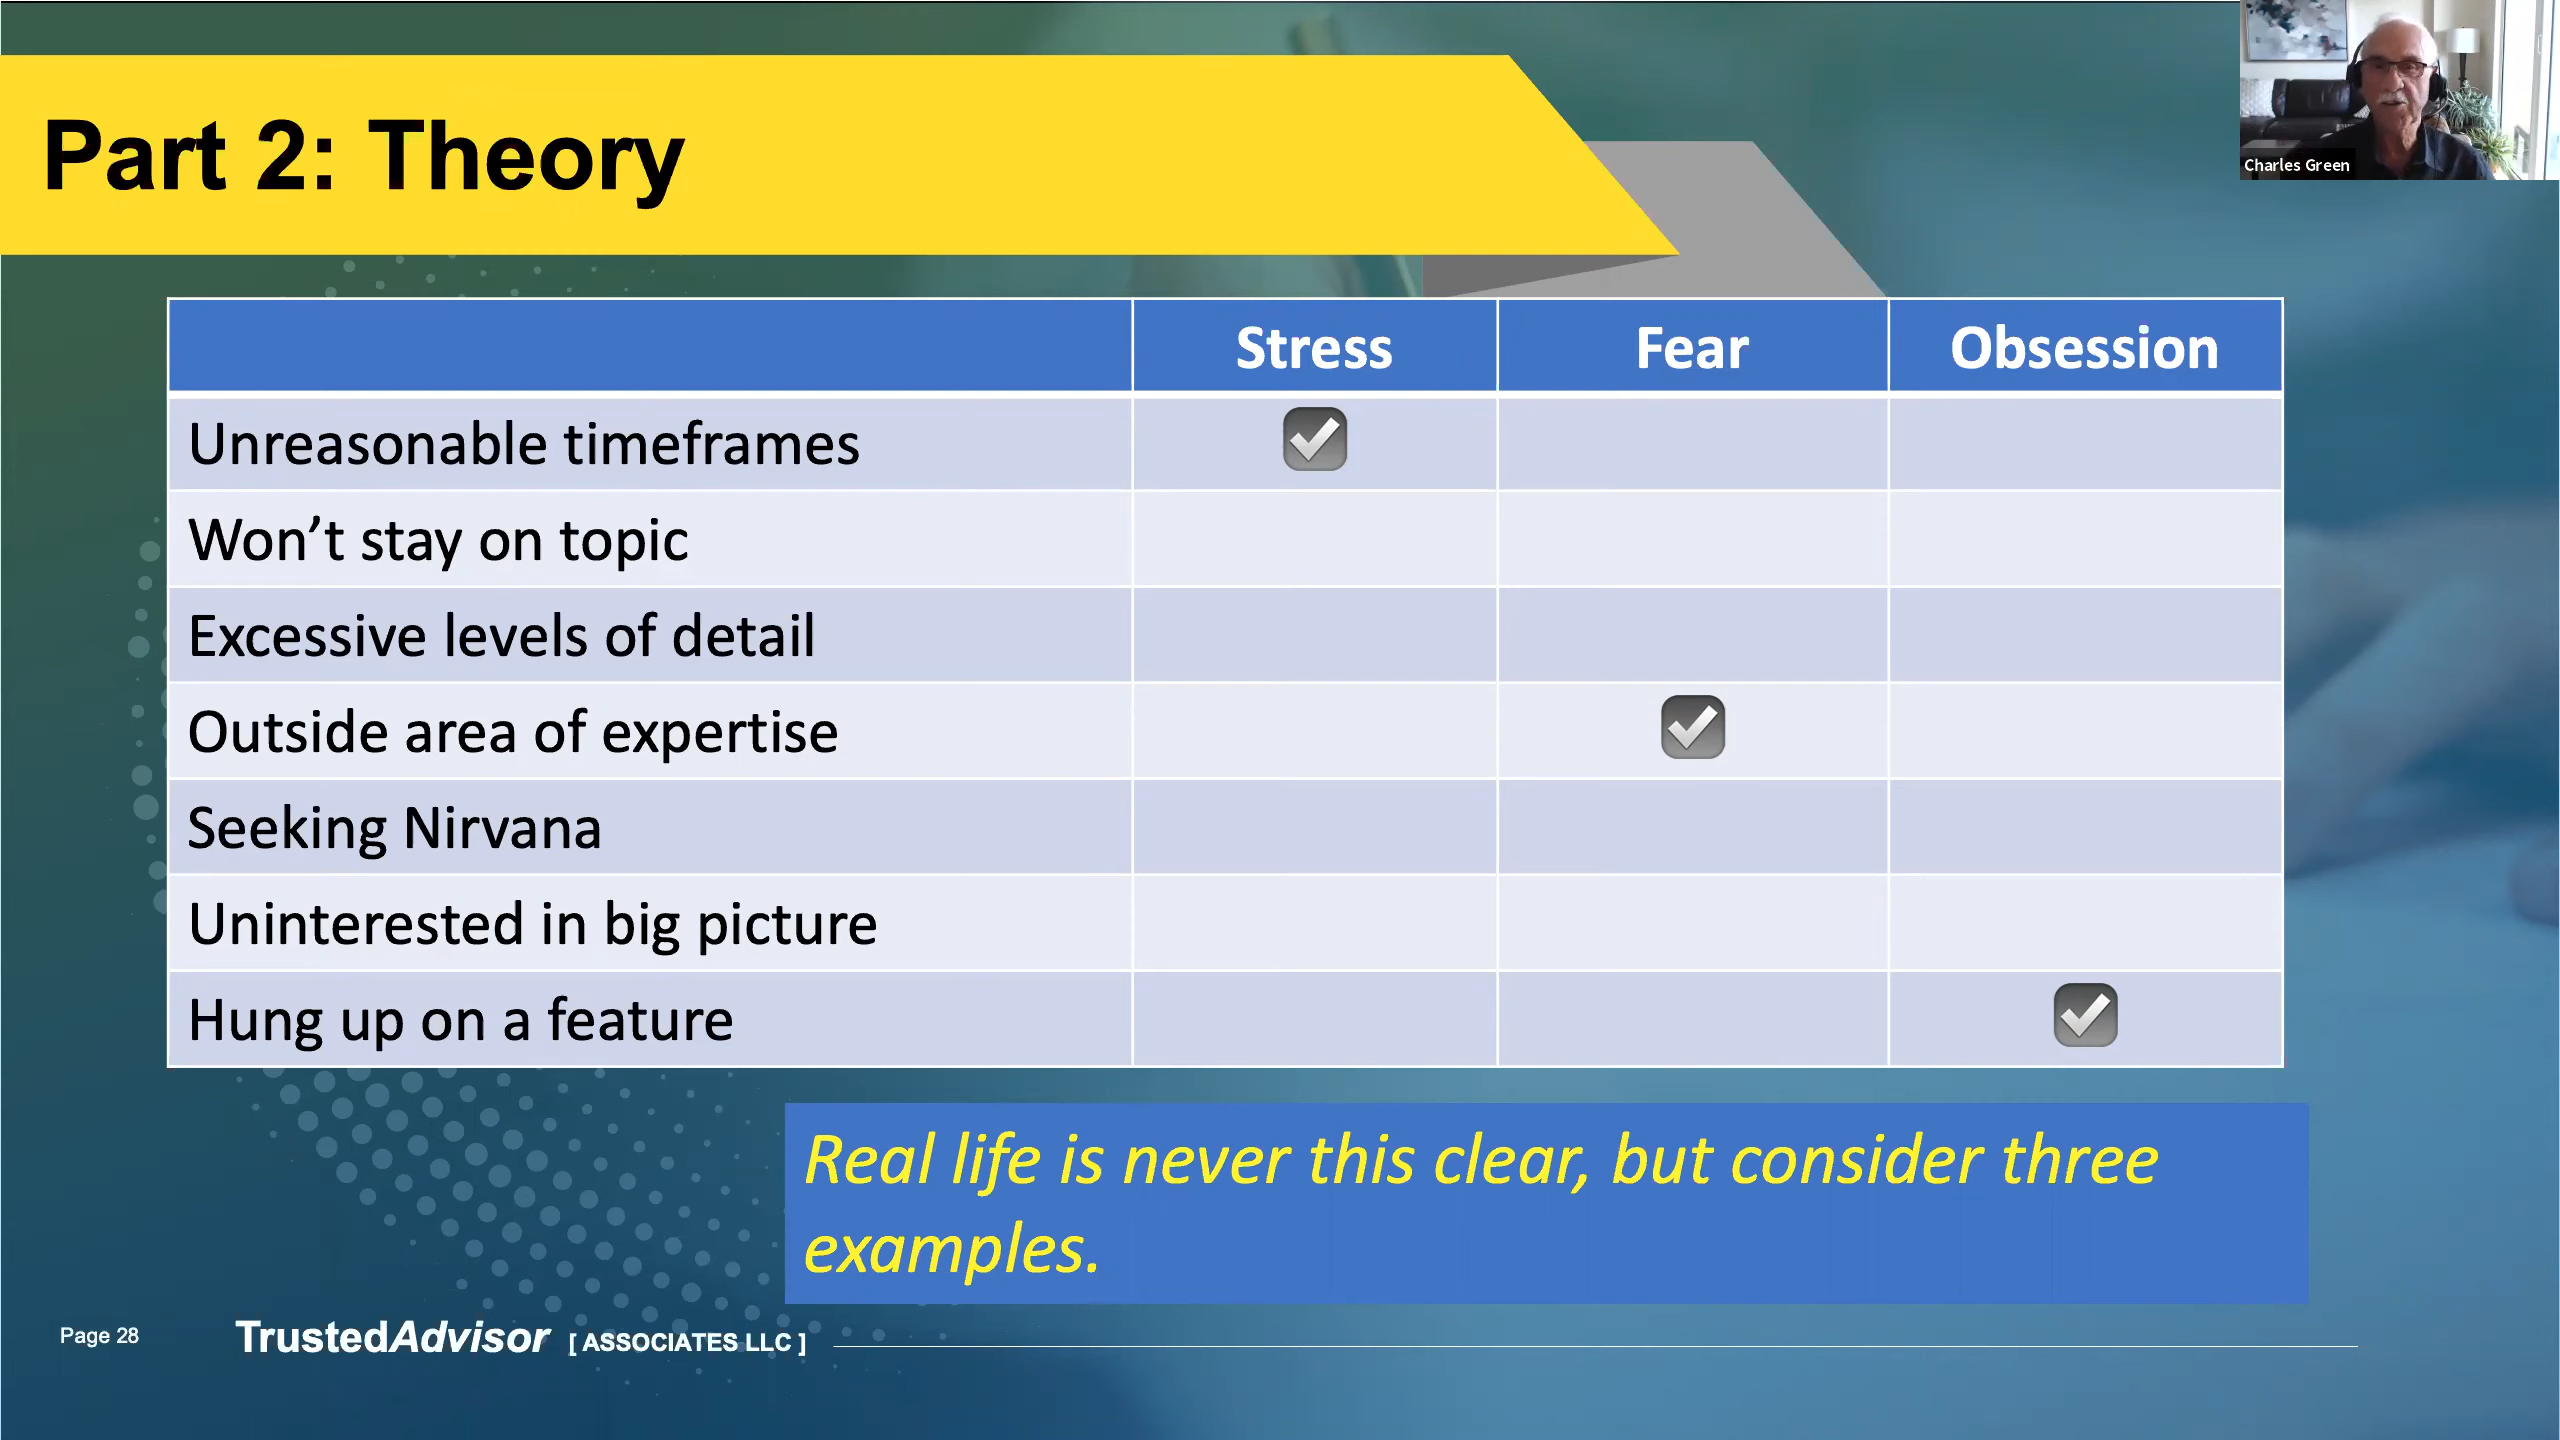 Part 2: Theory
Charles Green
Stress Fear Obsession
Unreasonable timeframes
Won’t stay on topic
Excessive levels of detail
Outside area of expertise
Seeking Nirvana
Uninterested in big picture
Hung up on a feature
Real life is never this clear, but consider three
examples.
Page 28 TrustedAdvisor [ ASSOCIATES LLC ]